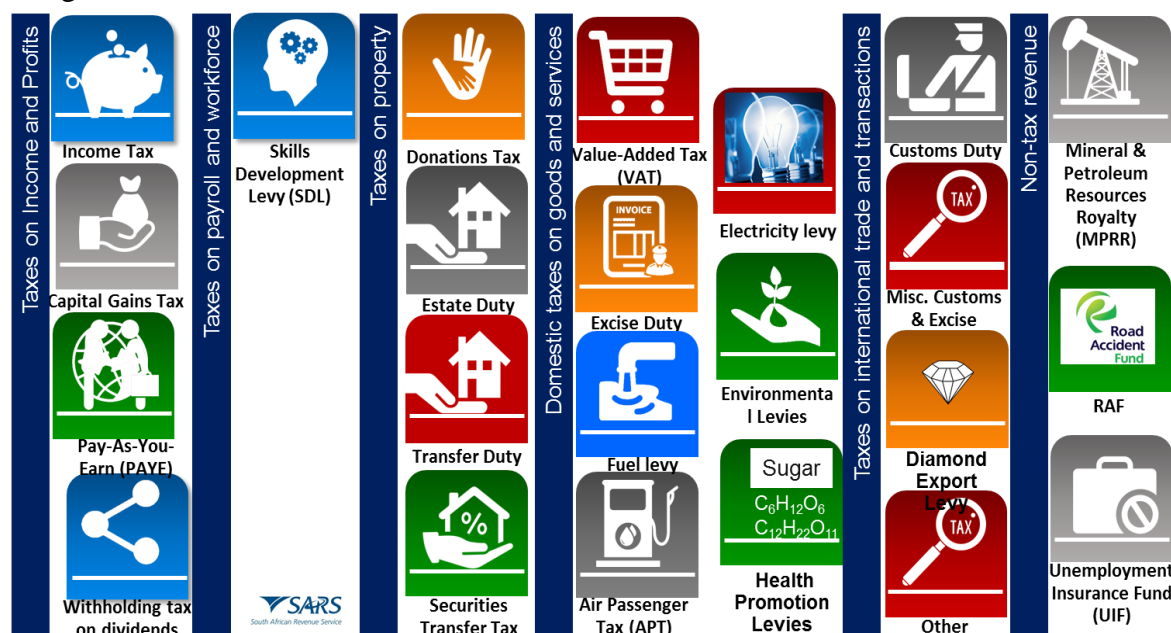 Taxes on Income and Profits
Income Tax
Capital Gains Tax
Pay-As-You-
Earn (PAYE)
Withholding tax
on dividends
Taxes on payroll and workforce
Skills
Development
Levy (SDL)
SARS
South African Revenue Service
Taxes on property
Donations Tax
Estate Duty
Transfer Duty
%
Securities
Transfer Tax
Domestic taxes on goods and services
Value-Added Tax
(VAT)
INVOICE
Excise Duty
Fuel levy
Air Passenger
Tax (APT)
Electricity levy
Environmenta
l Levies
Sugar
C₆H₁₂O₆
C₁₂H₂₂O₁₁
Health
Promotion
Levies
Taxes on international trade and transactions
Customs Duty
TAX
Misc. Customs
& Excise
Diamond
Export
Levy
TAX
Other
Non-tax revenue
Mineral &
Petroleum
Resources
Royalty
(MPRR)
Road
Accident
Fund
RAF
Unemployment
Insurance Fund
(UIF)